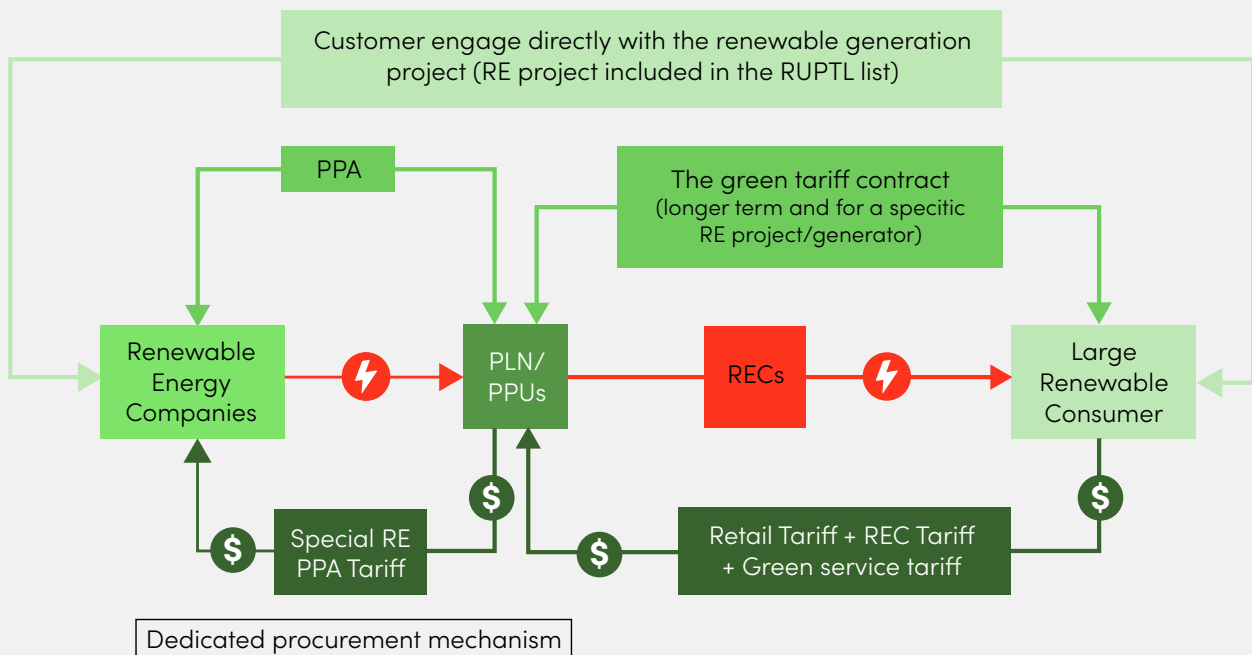 Customer engage directly with the renewable generation
project (RE project included in the RUPTL list)
PPA
The green tariff contract
(longer term and for a specitic
RE project/generator)
Renewable
Energy
Companies
PLN/
PPUs
RECs
Large
Renewable
Consumer
$
Special RE
PPA Tariff
$
$
Retail Tariff + REC Tariff
+ Green service tariff
$
Dedicated procurement mechanism